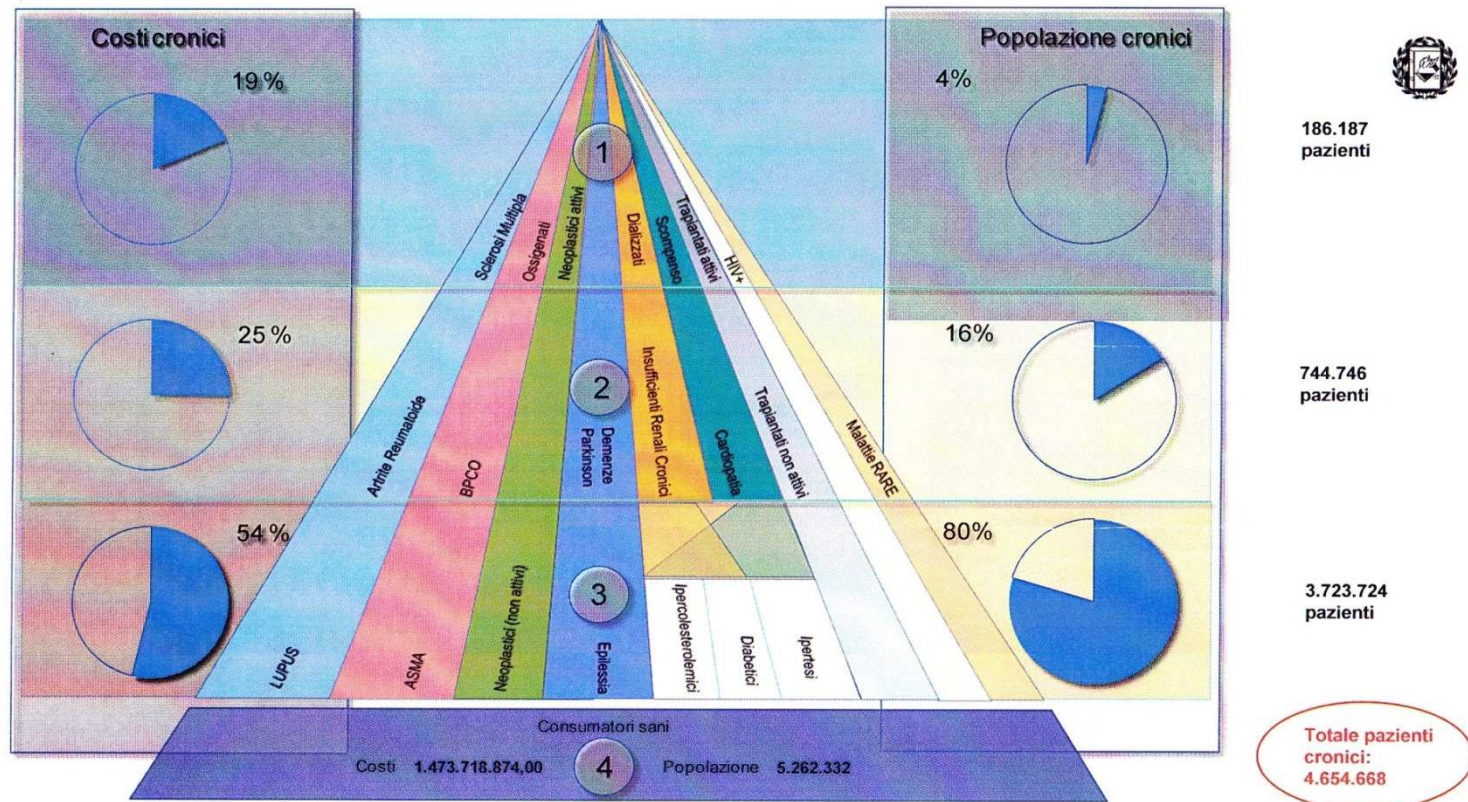 Costi cronici
Popolazione cronici
19%
4%
1
186.187
pazienti
Sclerosi Multipla
Ossigenati
Neoplastici attivi
Dializzati
Scompenso
Trapiantati attivi
HIV+
25%
16%
2
744.746
pazienti
Artrite Reumatoide
BPCO
Demenze
Parkinson
Insufficienti Renali Cronici
Cardiopatia
Trapiantati non attivi
Malattie RARE
54%
80%
3
3.723.724
pazienti
LUPUS
ASMA
Neoplastici (non attivi)
Epilessia
Ipercolesterolemici
Diabetici
Ipertesi
Consumatori sani
Costi 1.473.718.874,00 4 Popolazione 5.262.332
Totale pazienti
cronici:
4.654.668